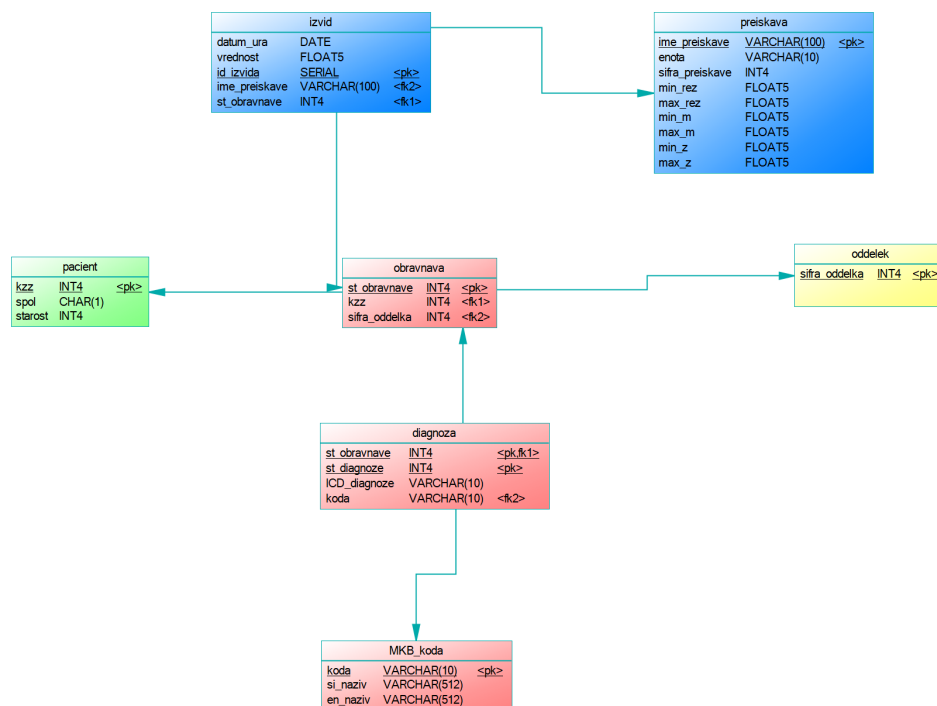 izvid
datum_ura DATE
vrednost FLOAT5
id_izvida SERIAL <pk>
ime_preiskave VARCHAR(100) <fk2>
st_obravnave INT4 <fk1>
preiskava
ime_preiskave VARCHAR(100) <pk>
enota VARCHAR(10)
sifra_preiskave INT4
min_rez FLOAT5
max_rez FLOAT5
min_m FLOAT5
max_m FLOAT5
min_z FLOAT5
max_z FLOAT5
pacient
kzz INT4 <pk>
spol CHAR(1)
starost INT4
obravnava
st_obravnave INT4 <pk>
kzz INT4 <fk1>
sifra_oddelka INT4 <fk2>
oddelek
sifra_oddelka INT4 <pk>
diagnoza
st_obravnave INT4 <pk,fk1>
st_diagnoze INT4 <pk>
ICD_diagnoze VARCHAR(10)
koda VARCHAR(10) <fk2>
MKB_koda
koda VARCHAR(10) <pk>
si_naziv VARCHAR(512)
en_naziv VARCHAR(512)